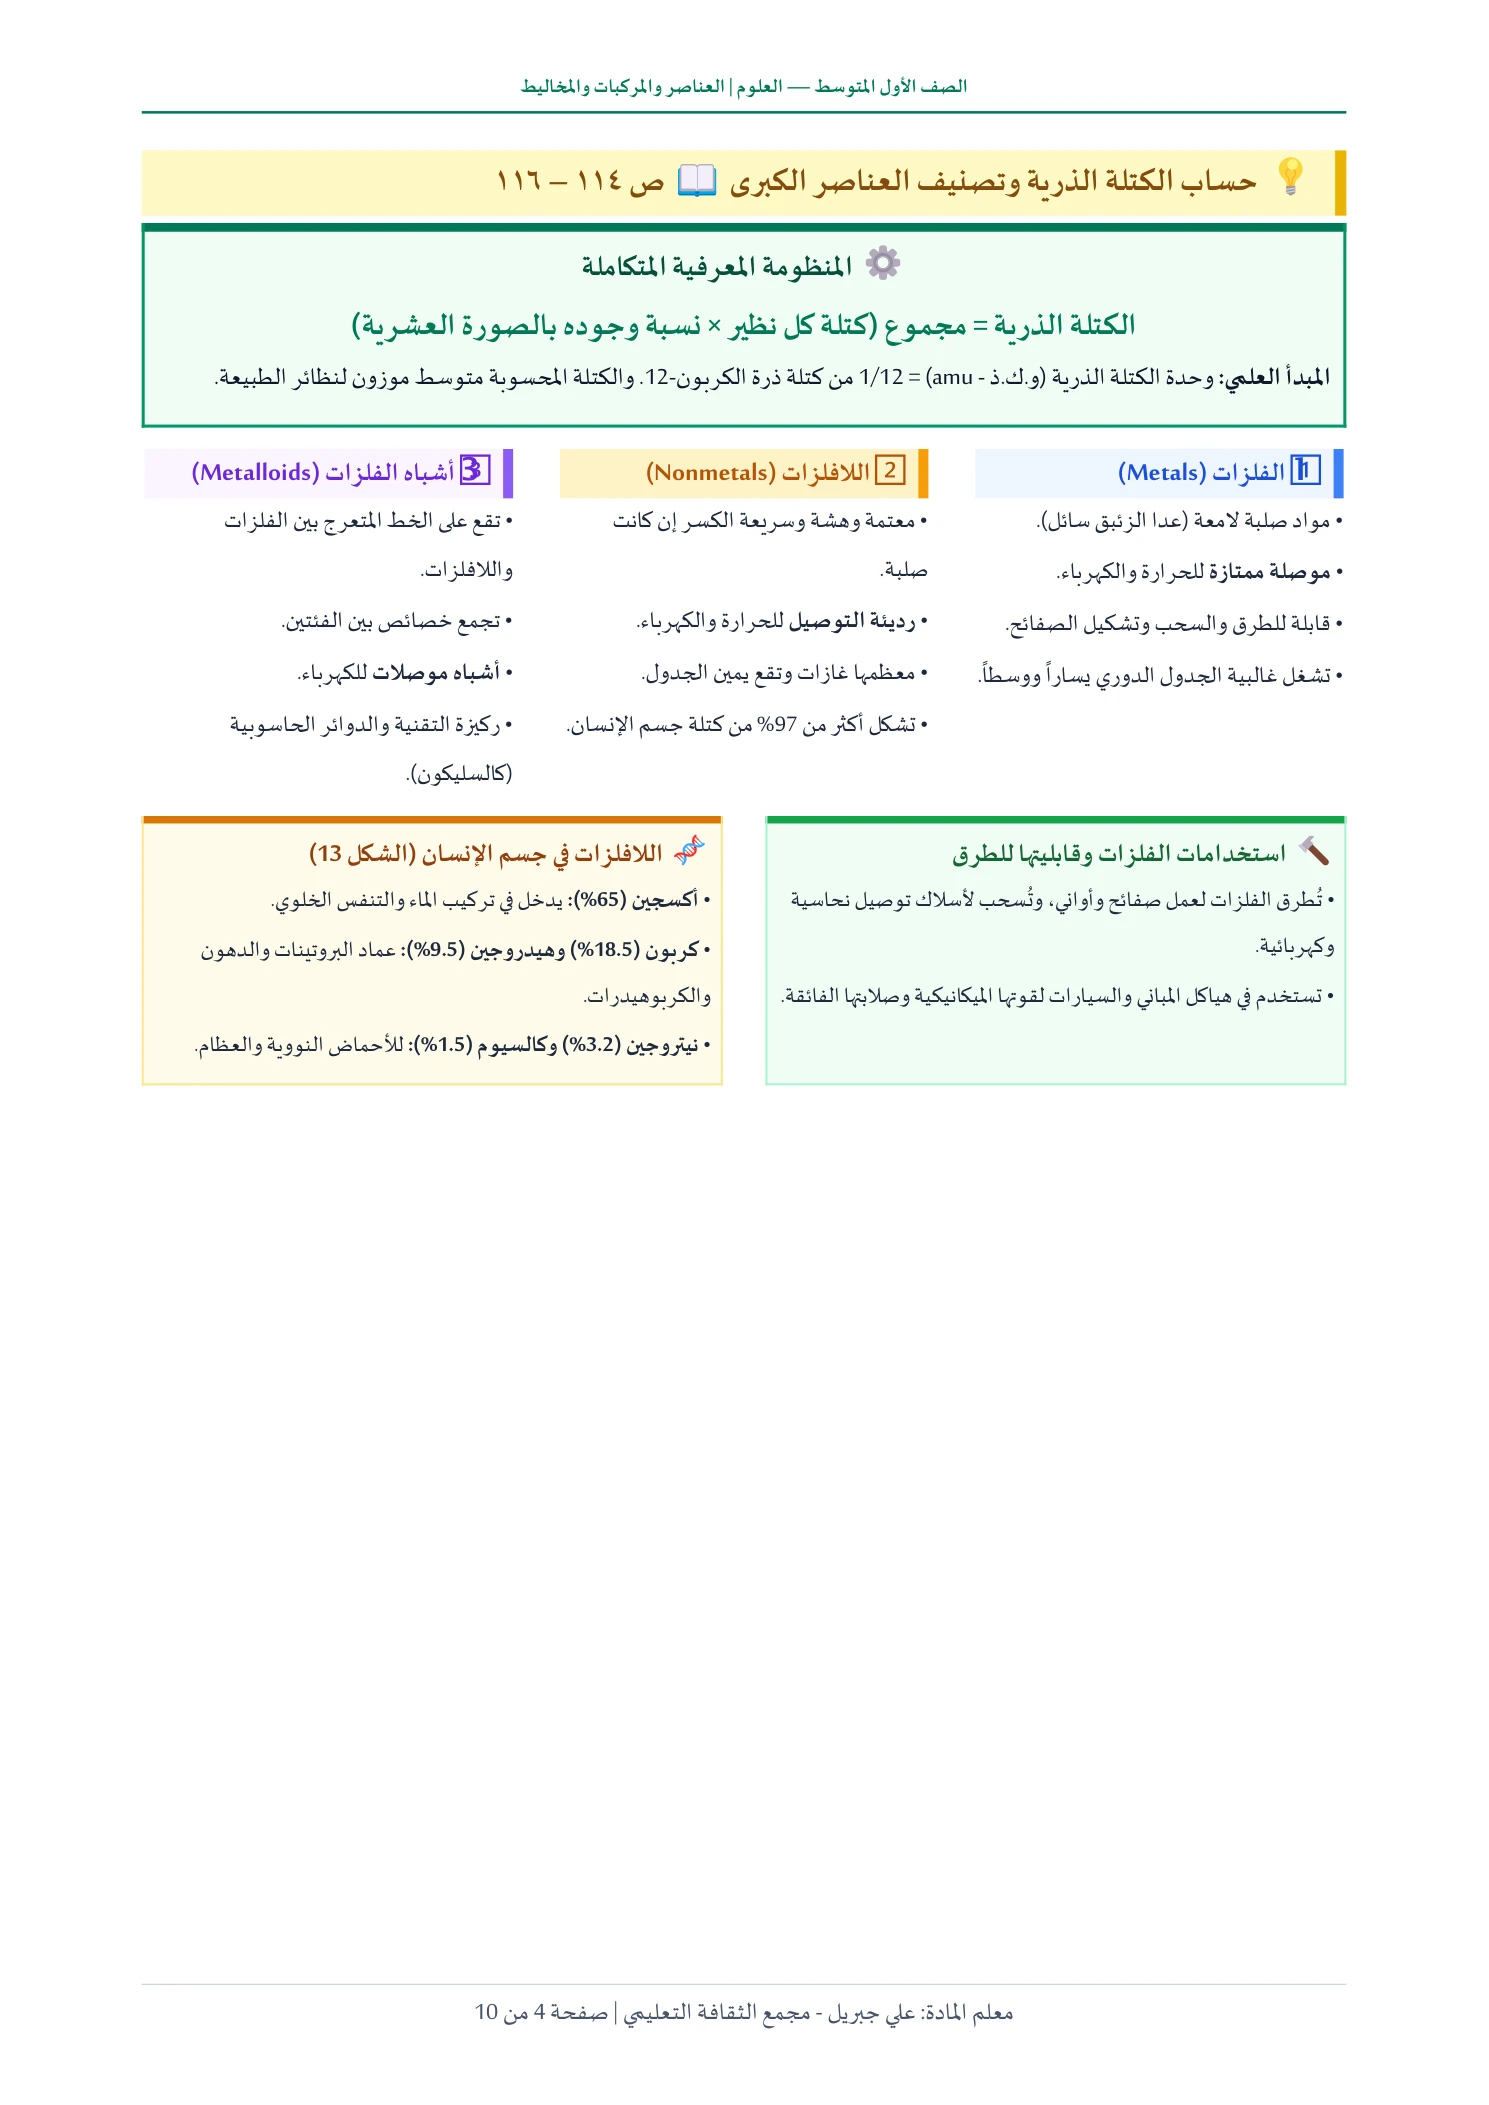 الصف الأول المتوسط — العلوم | العناصر والمركبات والمخاليط
💡 حساب الكتلة الذرية وتصنيف العناصر الكبرى 📖 ص ١١٤ – ١١٦
⚙️ المنظومة المعرفية المتكاملة
الكتلة الذرية = مجموع (كتلة كل نظير × نسبة وجوده بالصورة العشرية)
المبدأ العلمي: وحدة الكتلة الذرية (و.ك.ذ - amu) = 1/12 من كتلة ذرة الكربون-12. والكتلة المحسوبة متوسط موزون لنظائر الطبيعة.
1 الفلزات (Metals)
• مواد صلبة لامعة (عدا الزئبق سائل).
• موصلة ممتازة للحرارة والكهرباء.
• قابلة للطرق والسحب وتشكيل الصفائح.
• تشغل غالبية الجدول الدوري يساراً ووسطاً.
2 اللافلزات (Nonmetals)
• معتمة وهشة وسريعة الكسر إن كانت
صلبة.
• رديئة التوصيل للحرارة والكهرباء.
• معظمها غازات وتقع يمين الجدول.
• تشكل أكثر من 97% من كتلة جسم الإنسان.
3 أشباه الفلزات (Metalloids)
• تقع على الخط المتعرج بين الفلزات
واللافلزات.
• تجمع خصائص بين الفئتين.
• أشباه موصلات للكهرباء.
• ركيزة التقنية والدوائر الحاسوبية
(كالسليكون).
🔨 استخدامات الفلزات وقابليتها للطرق
• تُطرق الفلزات لعمل صفائح وأواني، وتُسحب لأسلاك توصيل نحاسية
وكهربائية.
• تستخدم في هياكل المباني والسيارات لقوتها الميكانيكية وصلابتها الفائقة.
🧬 اللافلزات في جسم الإنسان (الشكل 13)
• أكسجين (65%): يدخل في تركيب الماء والتنفس الخلوي.
• كربون (18.5%) وهيدروجين (9.5%): عماد البروتينات والدهون
والكربوهيدرات.
• نيتروجين (3.2%) وكالسيوم (1.5%): للأحماض النووية والعظام.
معلم المادة: علي جبريل - مجمع الثقافة التعليمي | صفحة 4 من 10